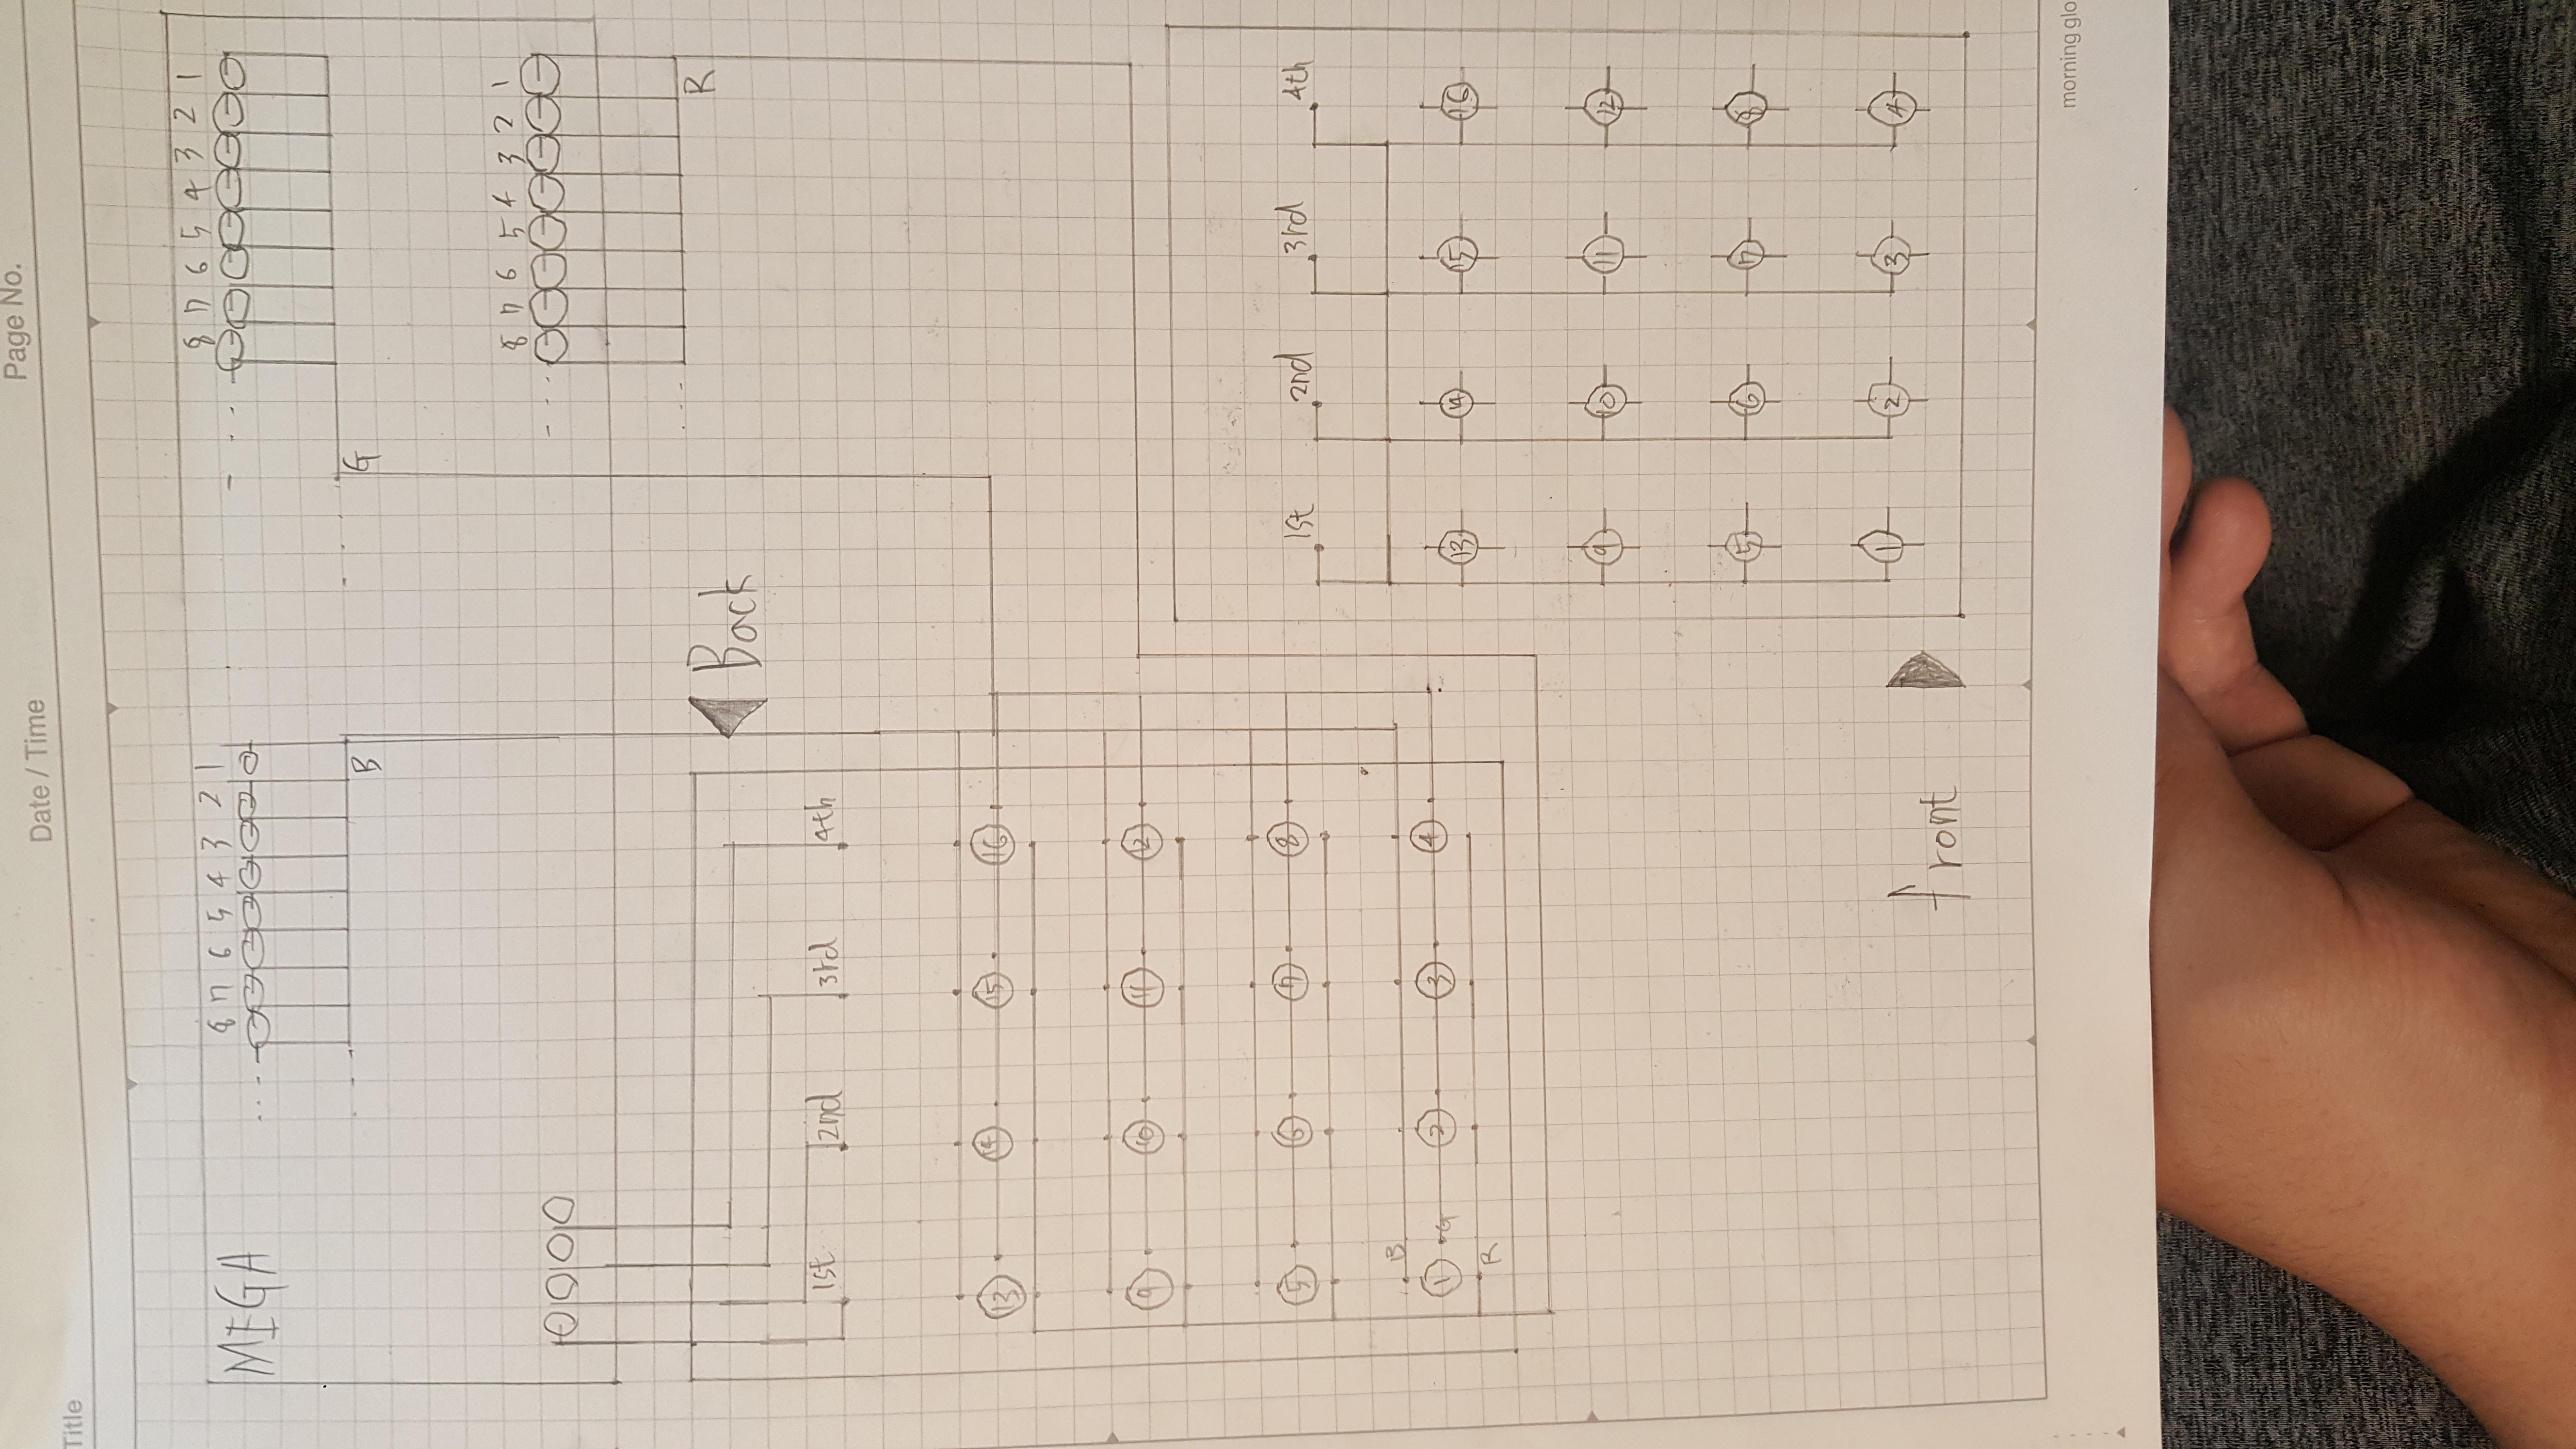 Page No.
Date / Time
Title
8 7 6 5 4 3 2 1
MEGA
8 7 6 5 4 3 2 1
B
G
8 7 6 5 4 3 2 1
R
Back
1st 2nd 3rd 4th
13 14 15 16
9 10 11 12
5 6 7 8
B
1 G 2 3 4
R
1st 2nd 3rd 4th
13 14 15 16
9 10 11 12
5 6 7 8
1 2 3 4
front
morning glo